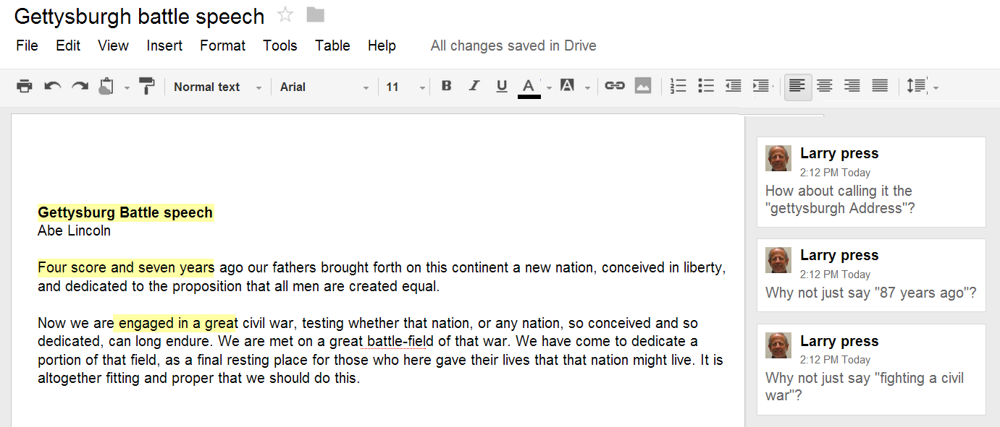 Gettysburgh battle speech
File Edit View Insert Format Tools Table Help All changes saved in Drive
Normal text Arial 11 B I U A A
Gettysburg Battle speech
Abe Lincoln
Four score and seven years ago our fathers brought forth on this continent a new nation, conceived in liberty,
and dedicated to the proposition that all men are created equal.
Now we are engaged in a great civil war, testing whether that nation, or any nation, so conceived and so
dedicated, can long endure. We are met on a great battle-field of that war. We have come to dedicate a
portion of that field, as a final resting place for those who here gave their lives that that nation might live. It is
altogether fitting and proper that we should do this.
Larry press
2:12 PM Today
How about calling it the
"gettysburgh Address"?
Larry press
2:12 PM Today
Why not just say "87 years ago"?
Larry press
2:12 PM Today
Why not just say "fighting a civil
war"?